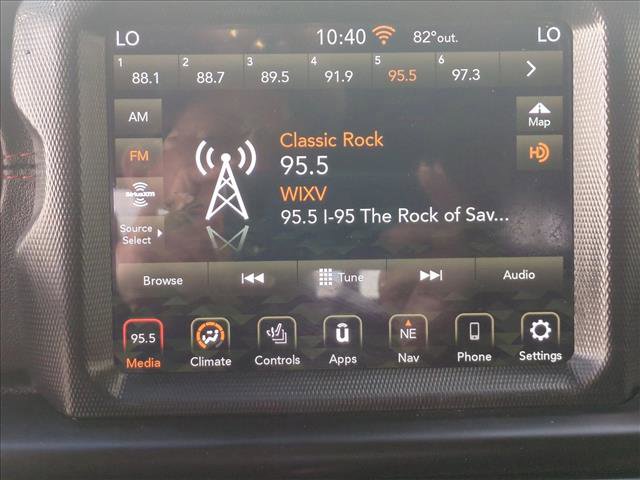 LO 10:40 82° out. LO
1 88.1 2 88.7 3 89.5 4 91.9 5 95.5 6 97.3
AM
Map
FM
HD
Classic Rock
95.5
WIXV
95.5 I-95 The Rock of Sav...
SiriusXM
Source
Select
Browse Tune Audio
95.5 NE
Media Climate Controls Apps Nav Phone Settings